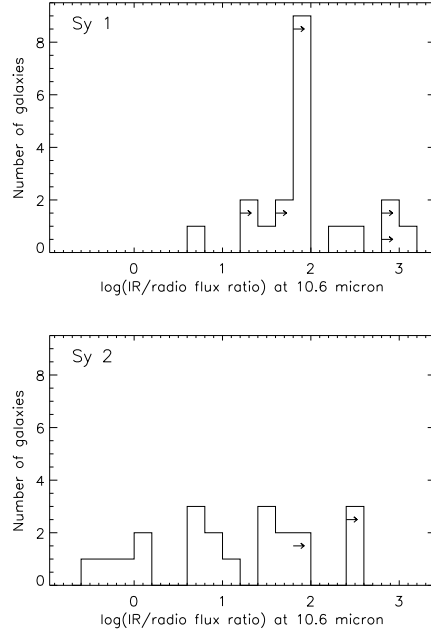 Sy 1
8
6
4
2
0
Number of galaxies
0 1 2 3
log(IR/radio flux ratio) at 10.6 micron
Sy 2
8
6
4
2
0
Number of galaxies
0 1 2 3
log(IR/radio flux ratio) at 10.6 micron